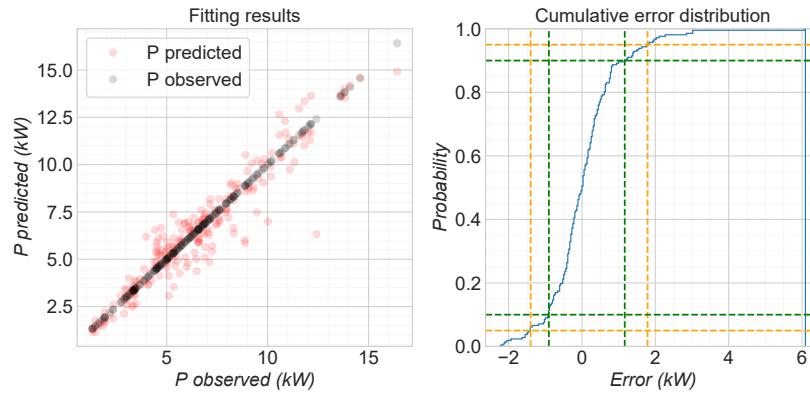 Fitting results
P predicted
P observed
15.0
12.5
10.0
7.5
5.0
2.5
P predicted (kW)
5
10
15
P observed (kW)
Cumulative error distribution
1.0
0.8
0.6
0.4
0.2
0.0
Probability
−2
0
2
4
6
Error (kW)